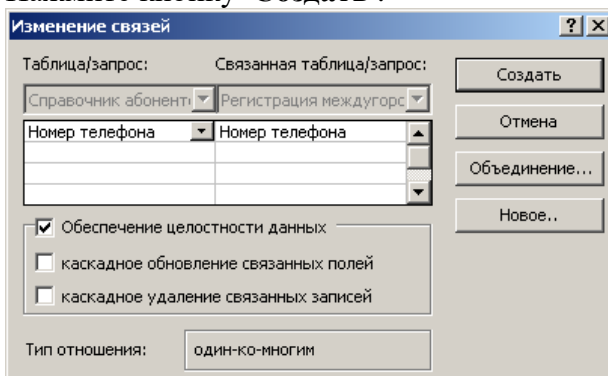 Изменение связей
Таблица/запрос: Связанная таблица/запрос:
Справочник абонент Регистрация междугорс
Номер телефона Номер телефона
Обеспечение целостности данных
каскадное обновление связанных полей
каскадное удаление связанных записей
Тип отношения: один-ко-многим
Создать
Отмена
Объединение...
Новое..